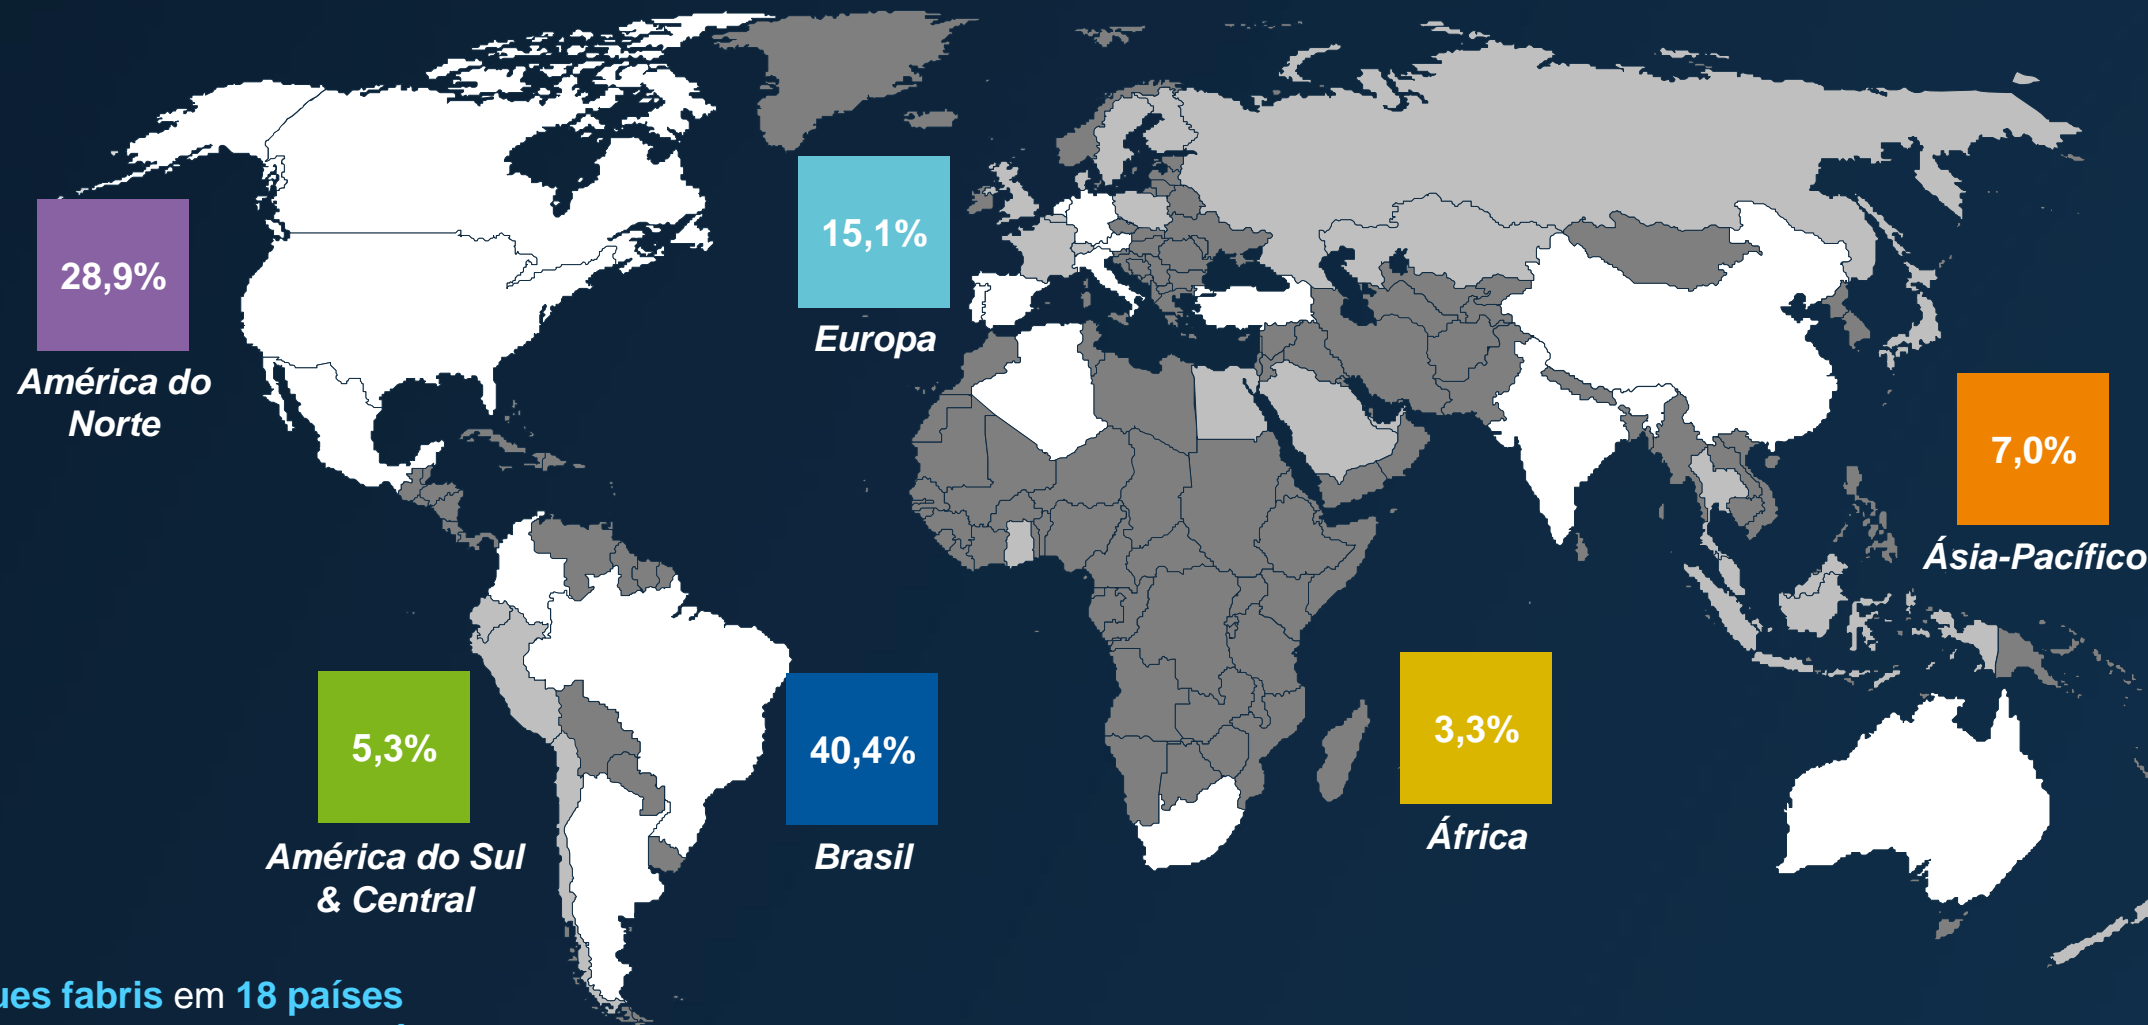 28,9%
América do
Norte
15,1%
Europa
7,0%
Ásia-Pacífico
5,3%
América do Sul
& Central
40,4%
Brasil
3,3%
África
fabris em 18 países